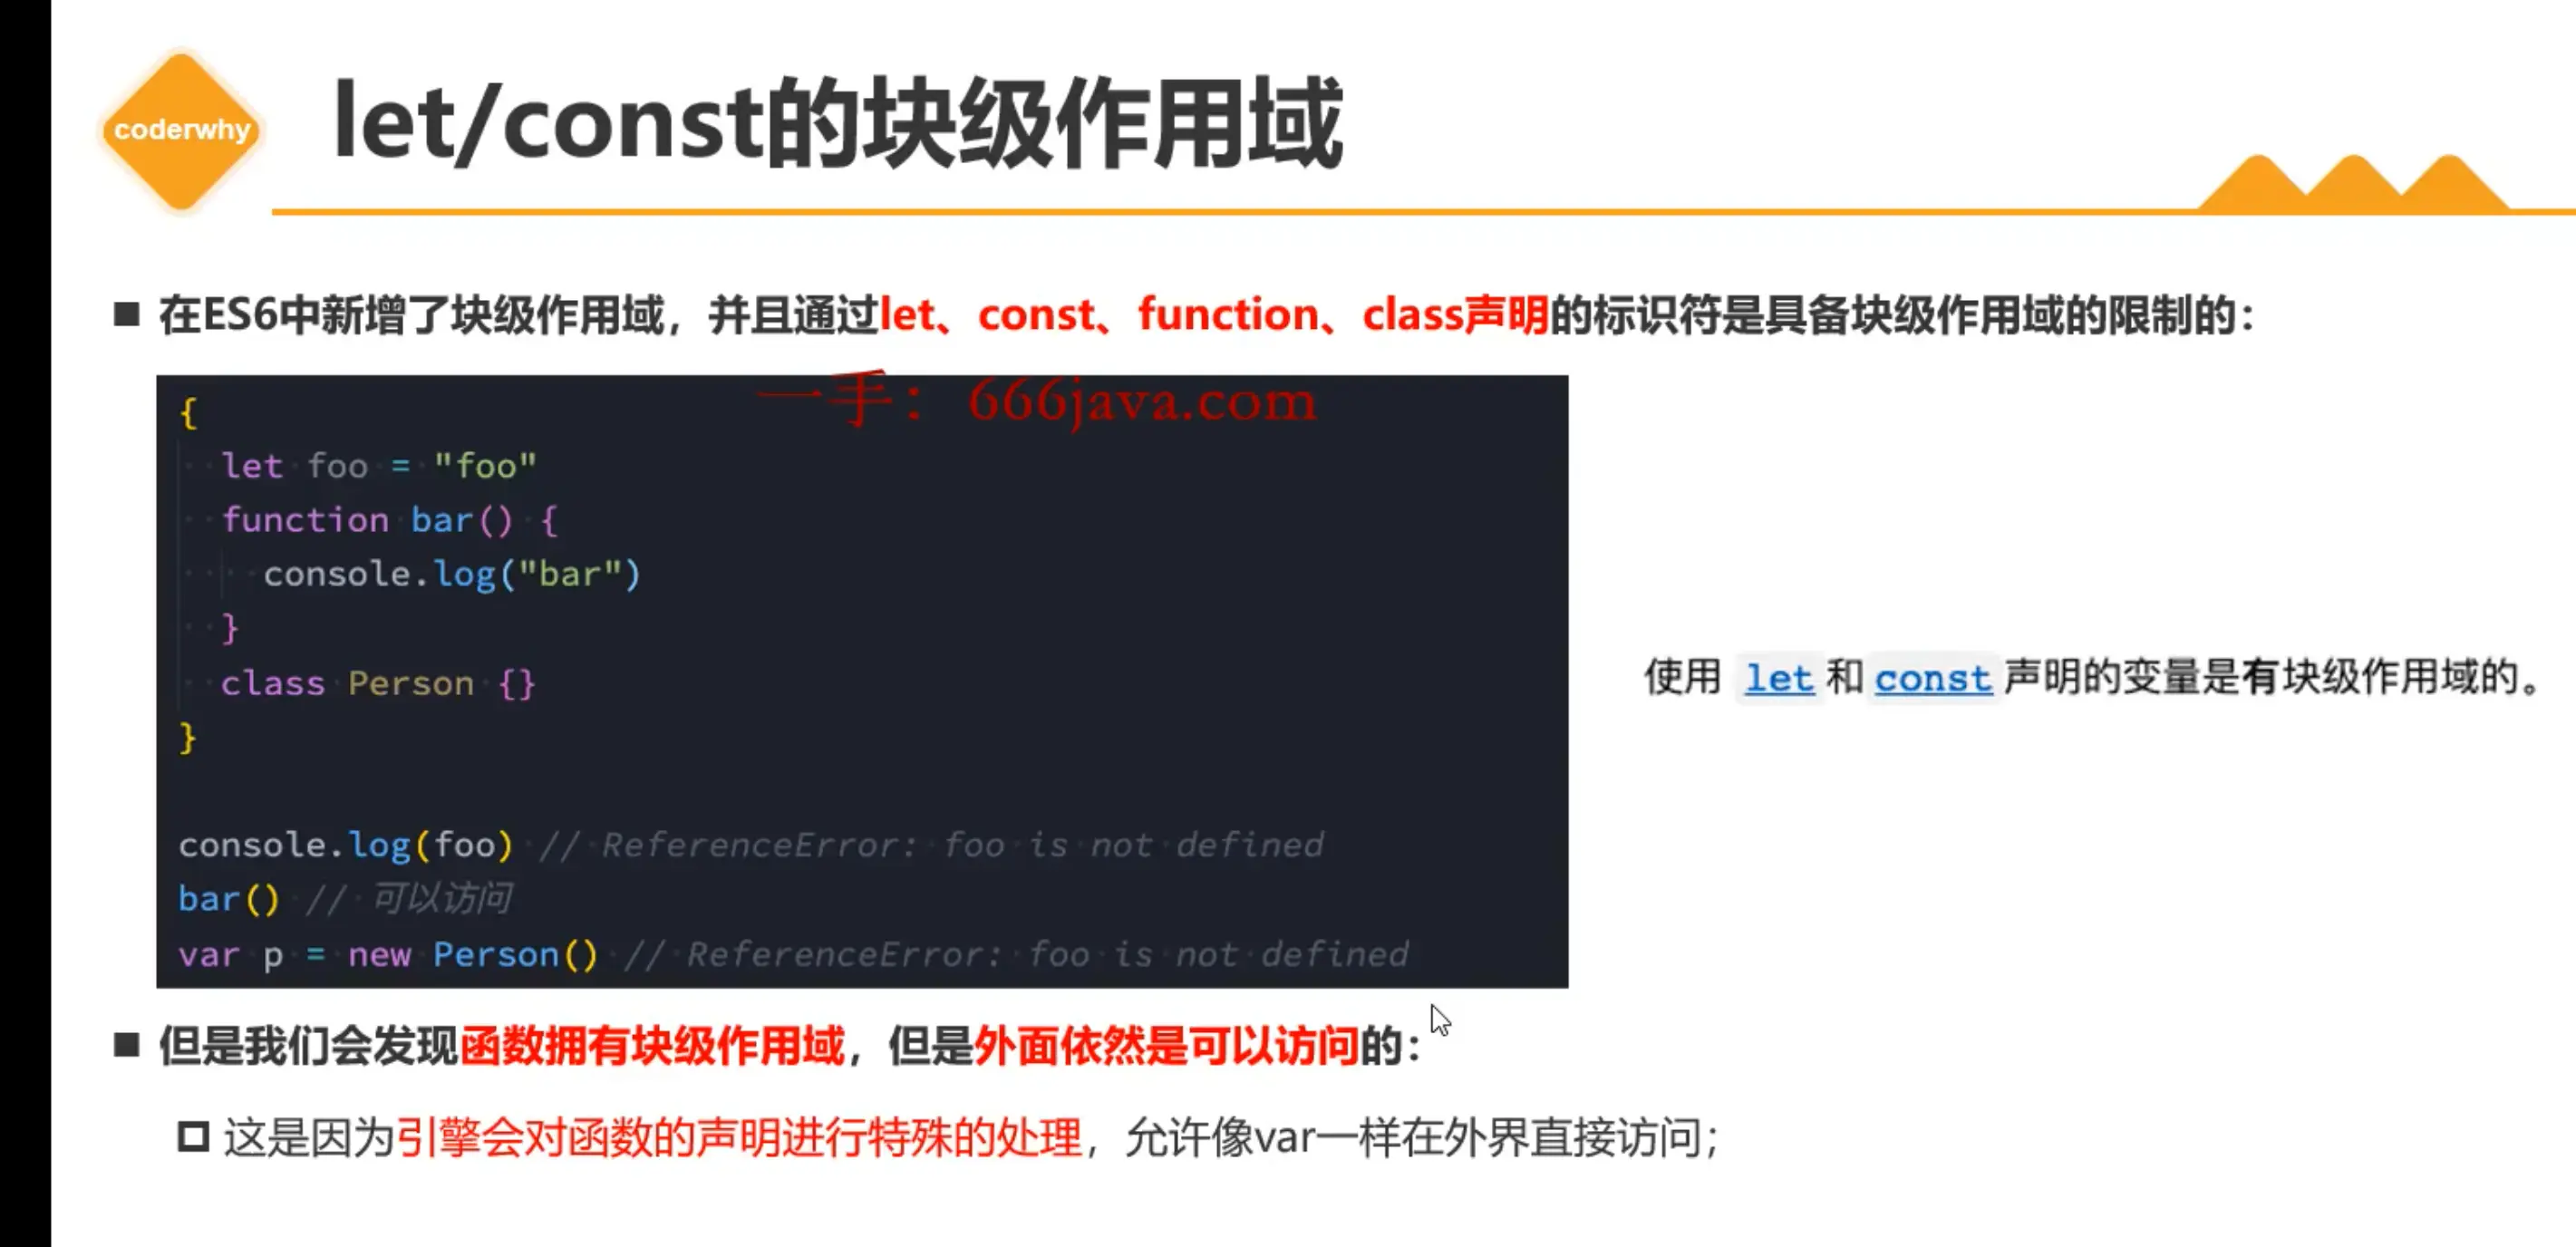 coderwhy
let/const的块级作用域
在ES6中新增了块级作用域，并且通过let、const、function、class声明的标识符是具备块级作用域的限制的：
一手：666java.com
{
let foo = "foo"
function bar() {
console.log("bar")
}
class Person {}
}
使用 let 和 const 声明的变量是有块级作用域的。
console.log(foo) // ReferenceError: foo is not defined
bar() // 可以访问
var p = new Person() // ReferenceError: foo is not defined
但是我们会发现函数拥有块级作用域，但是外面依然是可以访问的：
这是因为引擎会对函数的声明进行特殊的处理，允许像var一样在外界直接访问；